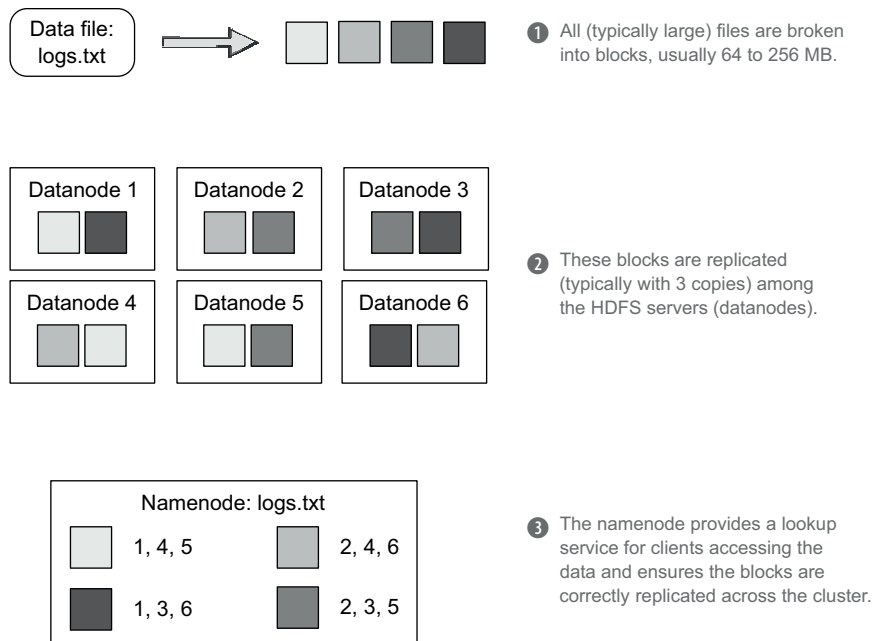 Data file:
logs.txt
1 All (typically large) files are broken
into blocks, usually 64 to 256 MB.
Datanode 1
Datanode 2
Datanode 3
Datanode 4
Datanode 5
Datanode 6
2 These blocks are replicated
(typically with 3 copies) among
the HDFS servers (datanodes).
Namenode: logs.txt
1, 4, 5
2, 4, 6
1, 3, 6
2, 3, 5
3 The namenode provides a lookup
service for clients accessing the
data and ensures the blocks are
correctly replicated across the cluster.